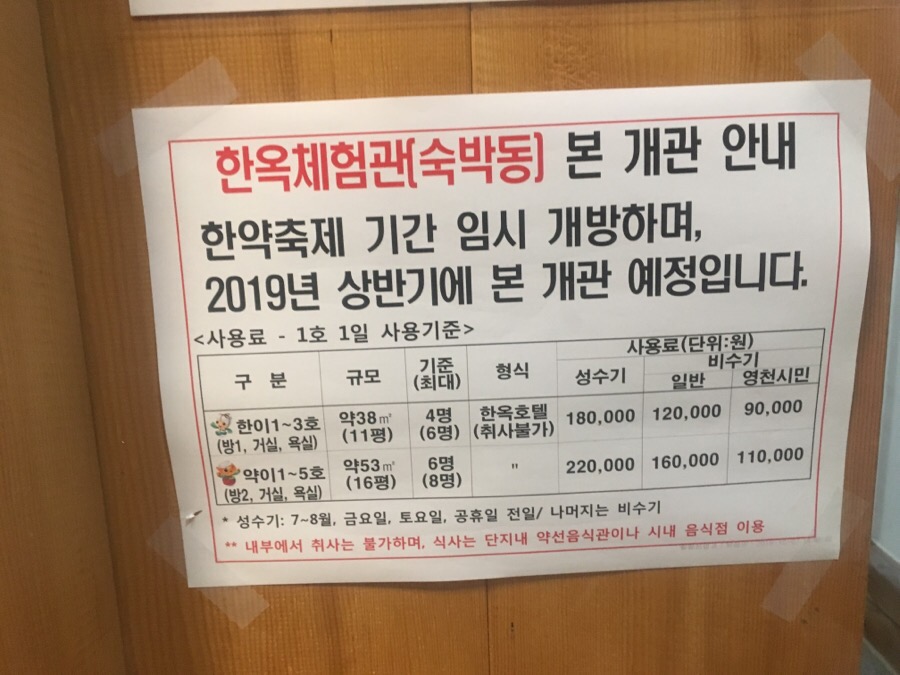 한옥체험관(숙박동) 본 개관 안내
한약축제 기간 임시 개방하며,
2019년 상반기에 본 개관 예정입니다.
<사용료 - 1호 1일 사용기준>
구 분 규모 기준 (최대) 형식 사용료(단위:원)
성수기 비수기
일반 영천시민
한이1~3호 (방1, 거실, 욕실) 약38㎡ (11평) 4명 (6명) 한옥호텔 (취사불가) 180,000 120,000 90,000
약이1~5호 (방2, 거실, 욕실) 약53㎡ (16평) 6명 (8명) " 220,000 160,000 110,000
* 성수기: 7~8월, 금요일, 토요일, 공휴일 전일/ 나머지는 비수기
** 내부에서 취사는 불가하며, 식사는 단지내 약선음식관이나 시내 음식점 이용